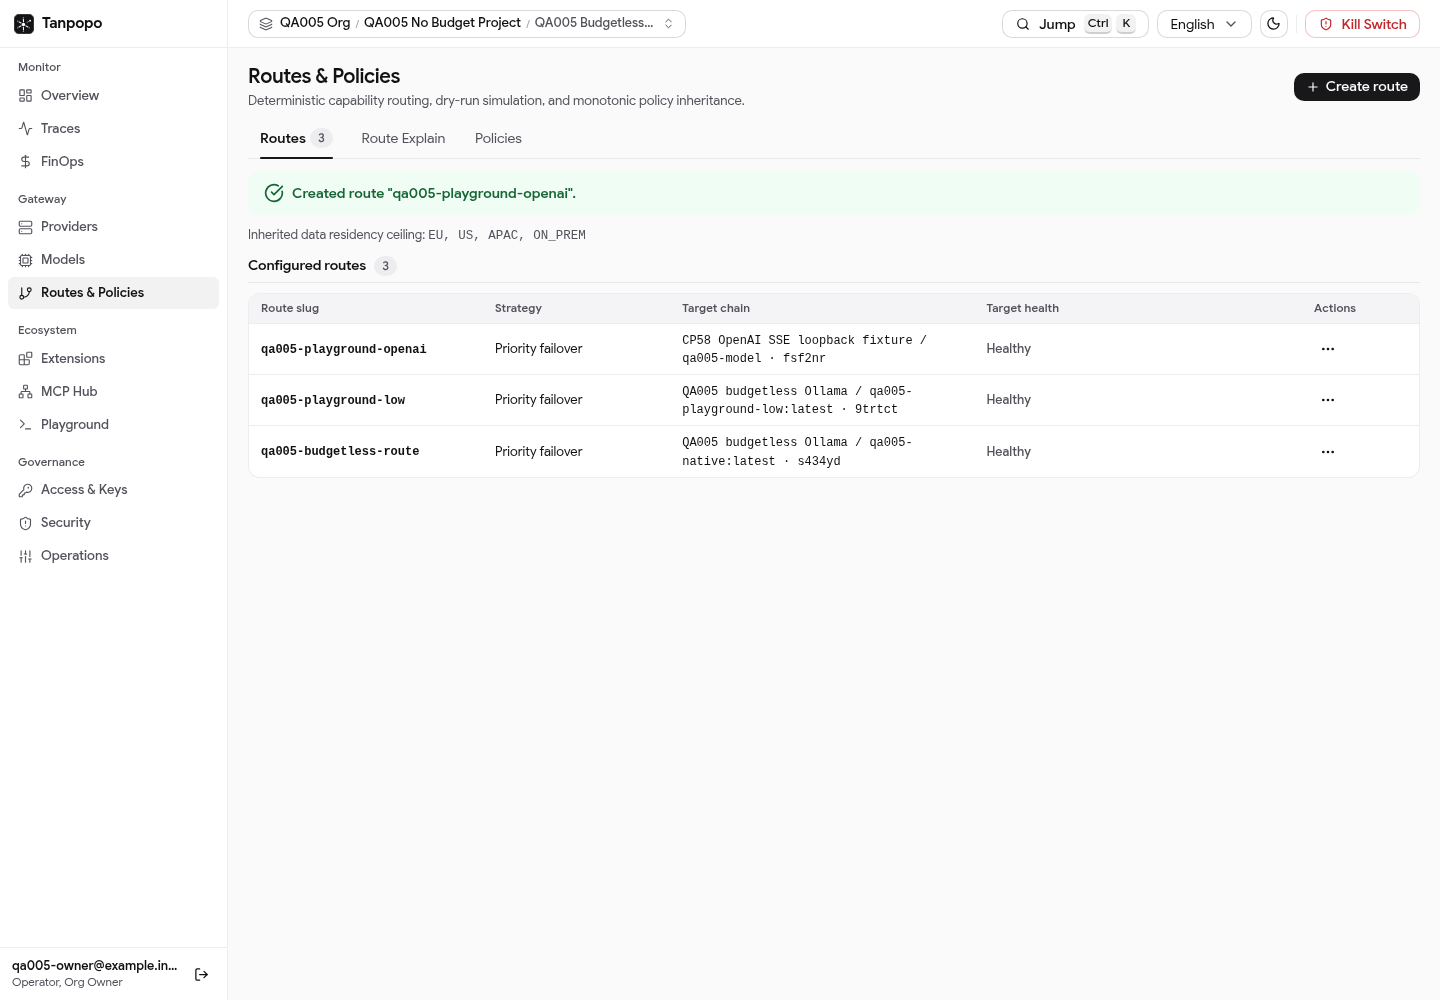 Tanpopo
QA005 Org / QA005 No Budget Project / QA005 Budgetless...
Jump Ctrl K
English
Kill Switch
Monitor
Overview
Traces
FinOps
Gateway
Providers
Models
Routes & Policies
Ecosystem
Extensions
MCP Hub
Playground
Governance
Access & Keys
Security
Operations
qa005-owner@example.in...
Operator, Org Owner
Routes & Policies
Deterministic capability routing, dry-run simulation, and monotonic policy inheritance.
Create route
Routes 3 Route Explain Policies
Created route "qa005-playground-openai".
Inherited data residency ceiling: EU, US, APAC, ON_PREM
Configured routes 3
Route slug Strategy Target chain Target health Actions
qa005-playground-openai Priority failover CP58 OpenAI SSE loopback fixture / Healthy
qa005-model · fsf2nr
qa005-playground-low Priority failover QA005 budgetless Ollama / qa005- Healthy
playground-low:latest · 9trtct
qa005-budgetless-route Priority failover QA005 budgetless Ollama / qa005- Healthy
native:latest · s434yd